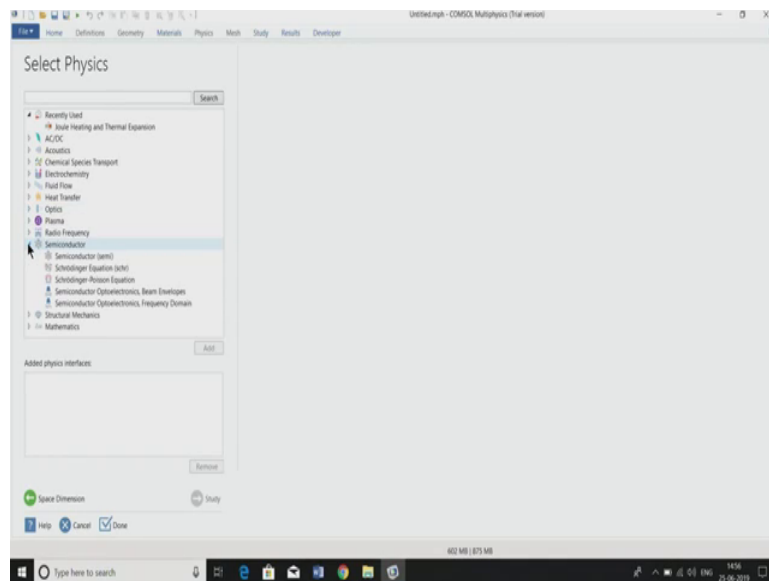 Untitled.mph - COMSOL Multiphysics (Trial version)
File Home Definitions Geometry Materials Physics Mesh Study Results Developer
Select Physics
Search
Recently Used
Joule Heating and Thermal Expansion
AC/DC
Acoustics
Chemical Species Transport
Electrochemistry
Fluid Flow
Heat Transfer
Optics
Plasma
Radio Frequency
Semiconductor
Semiconductor (semi)
Schrödinger Equation (schr)
Schrödinger-Poisson Equation
Semiconductor Optoelectronics, Beam Envelopes
Semiconductor Optoelectronics, Frequency Domain
Structural Mechanics
Mathematics
Add
Added physics interfaces:
Remove
Space Dimension
Study
Help Cancel Done
602 MB | 875 MB
Type here to search
ENG
1456
25-06-2019